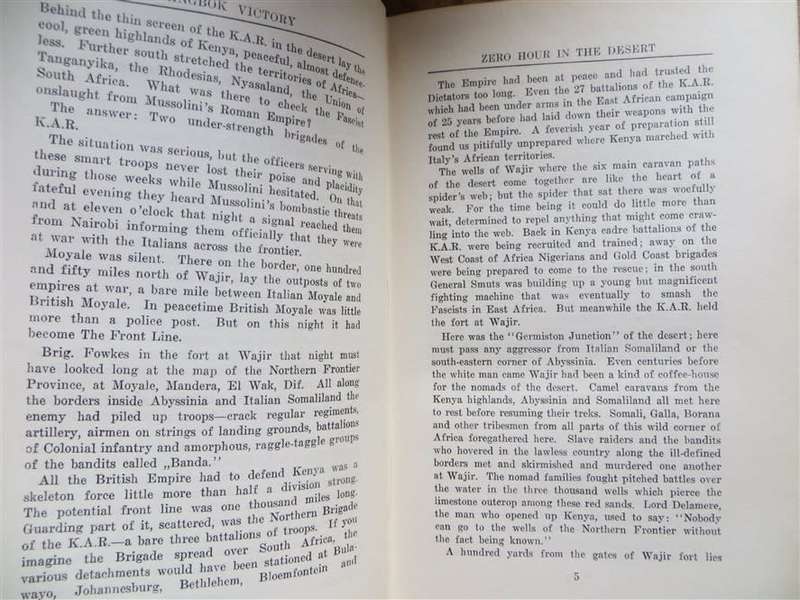 NGBOK VICTORY
Behind the thin screen of the K.A.R. in the desert lay the
cool, green highlands of Kenya, peaceful, almost defence-
less. Further south stretched the territories of Africa—
Tanganyika, the Rhodesias, Nyasaland, the Union of
South Africa. What was there to check the Fascist
onslaught from Mussolini's Roman Empire?
The answer: Two under-strength brigades of the
K.A.R.
The situation was serious, but the officers serving with
these smart troops never lost their poise and placidity
during those weeks while Mussolini hesitated. On that
fateful evening they heard Mussolini's bombastic threats
and at eleven o'clock that night a signal reached them
from Nairobi informing them officially that they were
at war with the Italians across the frontier.
Moyale was silent. There on the border, one hundred
and fifty miles north of Wajir, lay the outposts of two
empires at war, a bare mile between Italian Moyale and
British Moyale. In peacetime British Moyale was little
more than a police post. But on this night it had
become The Front Line.
Brig. Fowkes in the fort at Wajir that night must
have looked long at the map of the Northern Frontier
Province, at Moyale, Mandera, El Wak, Dif. All along
the borders inside Abyssinia and Italian Somaliland the
enemy had piled up troops—crack regular regiments,
artillery, airmen on strings of landing grounds, battalions
of Colonial infantry and amorphous, raggle-taggle groups
of the bandits called „Banda."
All the British Empire had to defend Kenya was a
skeleton force little more than half a division strong.
The potential front line was one thousand miles long.
Guarding part of it, scattered, was the Northern Brigade
of the K.A.R.—a bare three battalions of troops. If you
imagine the Brigade spread over South Africa, the
various detachments would have been stationed at Bula-
wayo, Johannesburg, Bethlehem, Bloemfontein and
ZERO HOUR IN THE DESERT
The Empire had been at peace and had trusted the
Dictators too long. Even the 27 battalions of the K.A.R.
which had been under arms in the East African campaign
of 25 years before had laid down their weapons with the
rest of the Empire. A feverish year of preparation still
found us pitifully unprepared where Kenya marched with
Italy's African territories.
The wells of Wajir where the six main caravan paths
of the desert come together are like the heart of a
spider's web; but the spider that sat there was woefully
weak. For the time being it could do little more than
wait, determined to repel anything that might come craw-
ling into the web. Back in Kenya cadre battalions of the
K.A.R. were being recruited and trained; away on the
West Coast of Africa Nigerians and Gold Coast brigades
were being prepared to come to the rescue; in the south
General Smuts was building up a young but magnificent
fighting machine that was eventually to smash the
Fascists in East Africa. But meanwhile the K.A.R. held
the fort at Wajir.
Here was the "Germiston Junction" of the desert; here
must pass any aggressor from Italian Somaliland or the
south-eastern corner of Abyssinia. Even centuries before
the white man came Wajir had been a kind of coffee-house
for the nomads of the desert. Camel caravans from the
Kenya highlands, Abyssinia and Somaliland all met here
to rest before resuming their treks. Somali, Galla, Borana
and other tribesmen from all parts of this wild corner of
Africa foregathered here. Slave raiders and the bandits
who hovered in the lawless country along the ill-defined
borders met and skirmished and murdered one another
at Wajir. The nomad families fought pitched battles over
the water in the three thousand wells which pierce the
limestone outcrop among these red sands. Lord Delamere,
the man who opened up Kenya, used to say: "Nobody
can go to the wells of the Northern Frontier without
the fact being known."
A hundred yards from the gates of Wajir fort lies
5